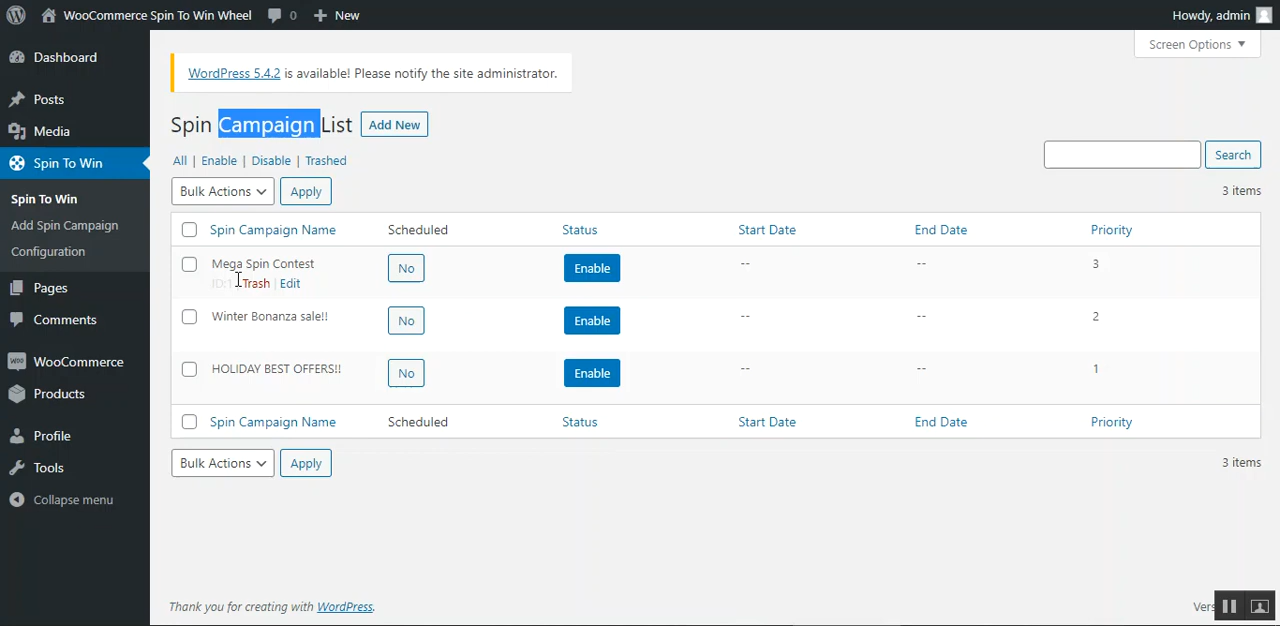 WooCommerce Spin To Win Wheel 0 New Howdy, admin
Dashboard
Posts
Media
Spin To Win
Spin To Win
Add Spin Campaign
Configuration
Pages
Comments
WooCommerce
Products
Profile
Tools
Collapse menu
Screen Options
WordPress 5.4.2 is available! Please notify the site administrator.
Spin Campaign List Add New
All | Enable | Disable | Trashed
Search
Bulk Actions Apply 3 items
Spin Campaign Name Scheduled Status Start Date End Date Priority
Mega Spin Contest No Enable -- -- 3
Trash | Edit
Winter Bonanza sale!! No Enable -- -- 2
HOLIDAY BEST OFFERS!! No Enable -- -- 1
Spin Campaign Name Scheduled Status Start Date End Date Priority
Bulk Actions Apply 3 items
Thank you for creating with WordPress.